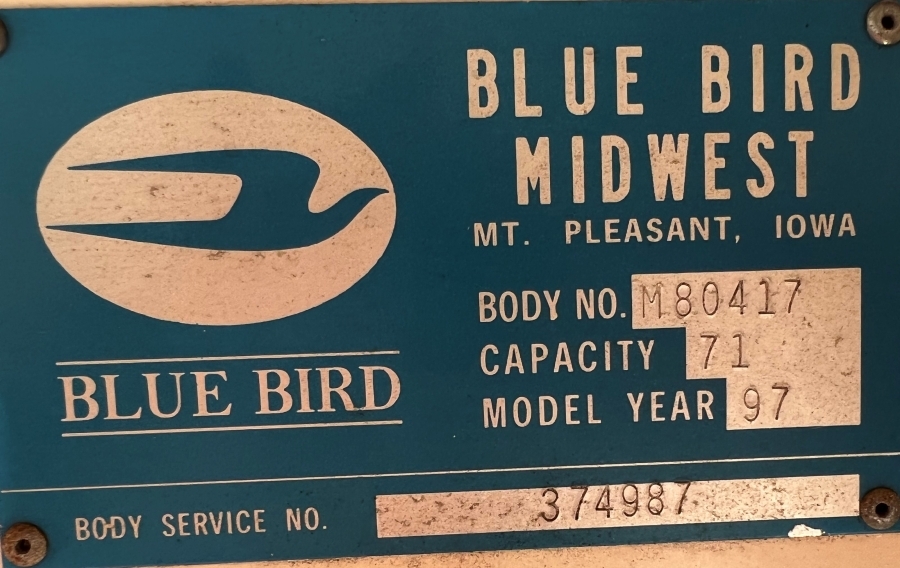 BLUE BIRD
MIDWEST
MT. PLEASANT, IOWA
BODY NO. M80417
CAPACITY 71
MODEL YEAR 97
BLUE BIRD
BODY SERVICE NO. 374987